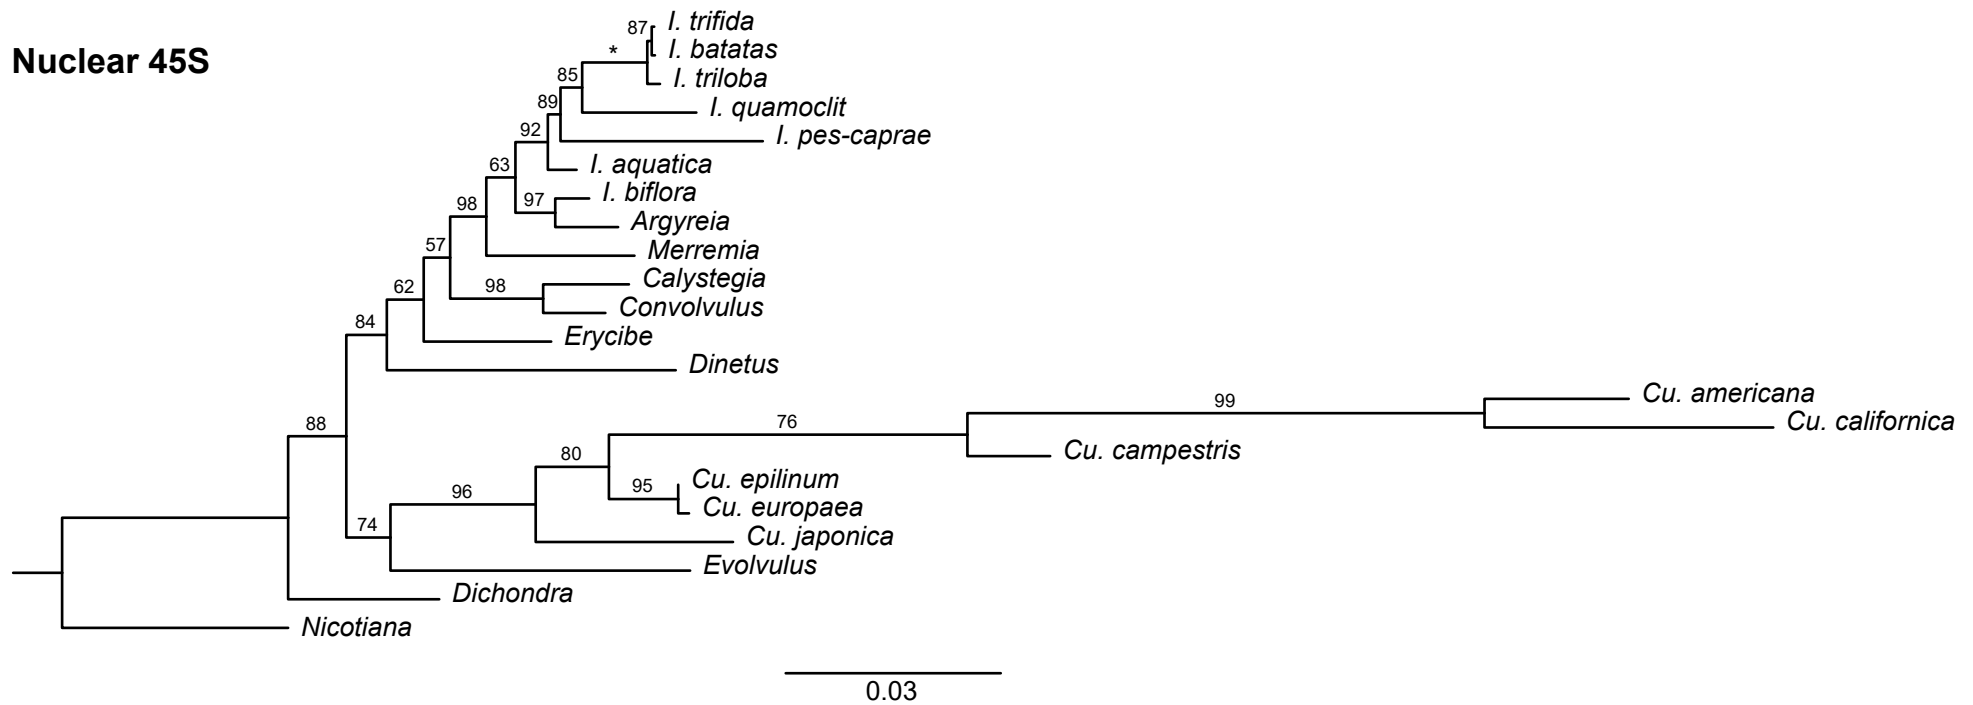 Nuclear 45S
87
I. trifida
*
I. batatas
85
I. triloba
89
I. quamoclit
92
I. pes-caprae
63
I. aquatica
98
97
I. biflora
Argyreia
57
Merremia
62
98
Calystegia
Convolvulus
84
Erycibe
Dinetus
88
76
99
Cu. americana
Cu. californica
80
Cu. campestris
96
95
Cu. epilinum
Cu. europaea
74
Cu. japonica
Evolvulus
Dichondra
Nicotiana
0.03